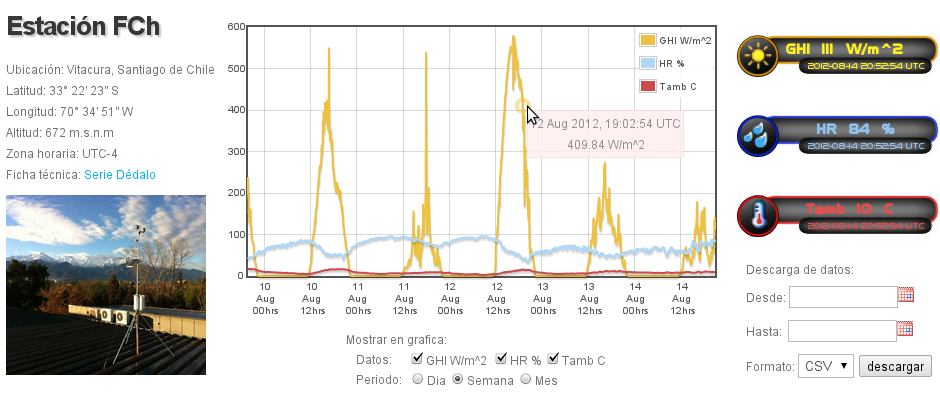 Estación FCh
Ubicación: Vitacura, Santiago de Chile
Latitud: 33° 22' 23" S
Longitud: 70° 34' 51" W
Altitud: 672 m.s.n.m
Zona horaria: UTC-4
Ficha técnica: Serie Dédalo
600
500
400
300
200
100
0
GHI W/m^2
HR %
Tamb C
12 Aug 2012, 19:02:54 UTC
409.84 W/m^2
10 Aug 00hrs
10 Aug 12hrs
11 Aug 00hrs
11 Aug 12hrs
12 Aug 00hrs
12 Aug 12hrs
13 Aug 00hrs
13 Aug 12hrs
14 Aug 00hrs
14 Aug 12hrs
Mostrar en grafica:
Datos: GHI W/m^2 HR % Tamb C
Periodo: Dia Semana Mes
GHI 111 W/m^2
2012-08-14 20:52:54 UTC
HR 84 %
2012-08-14 20:52:54 UTC
Tamb 10 C
2012-08-14 20:52:54 UTC
Descarga de datos:
Desde:
Hasta:
Formato: CSV descargar